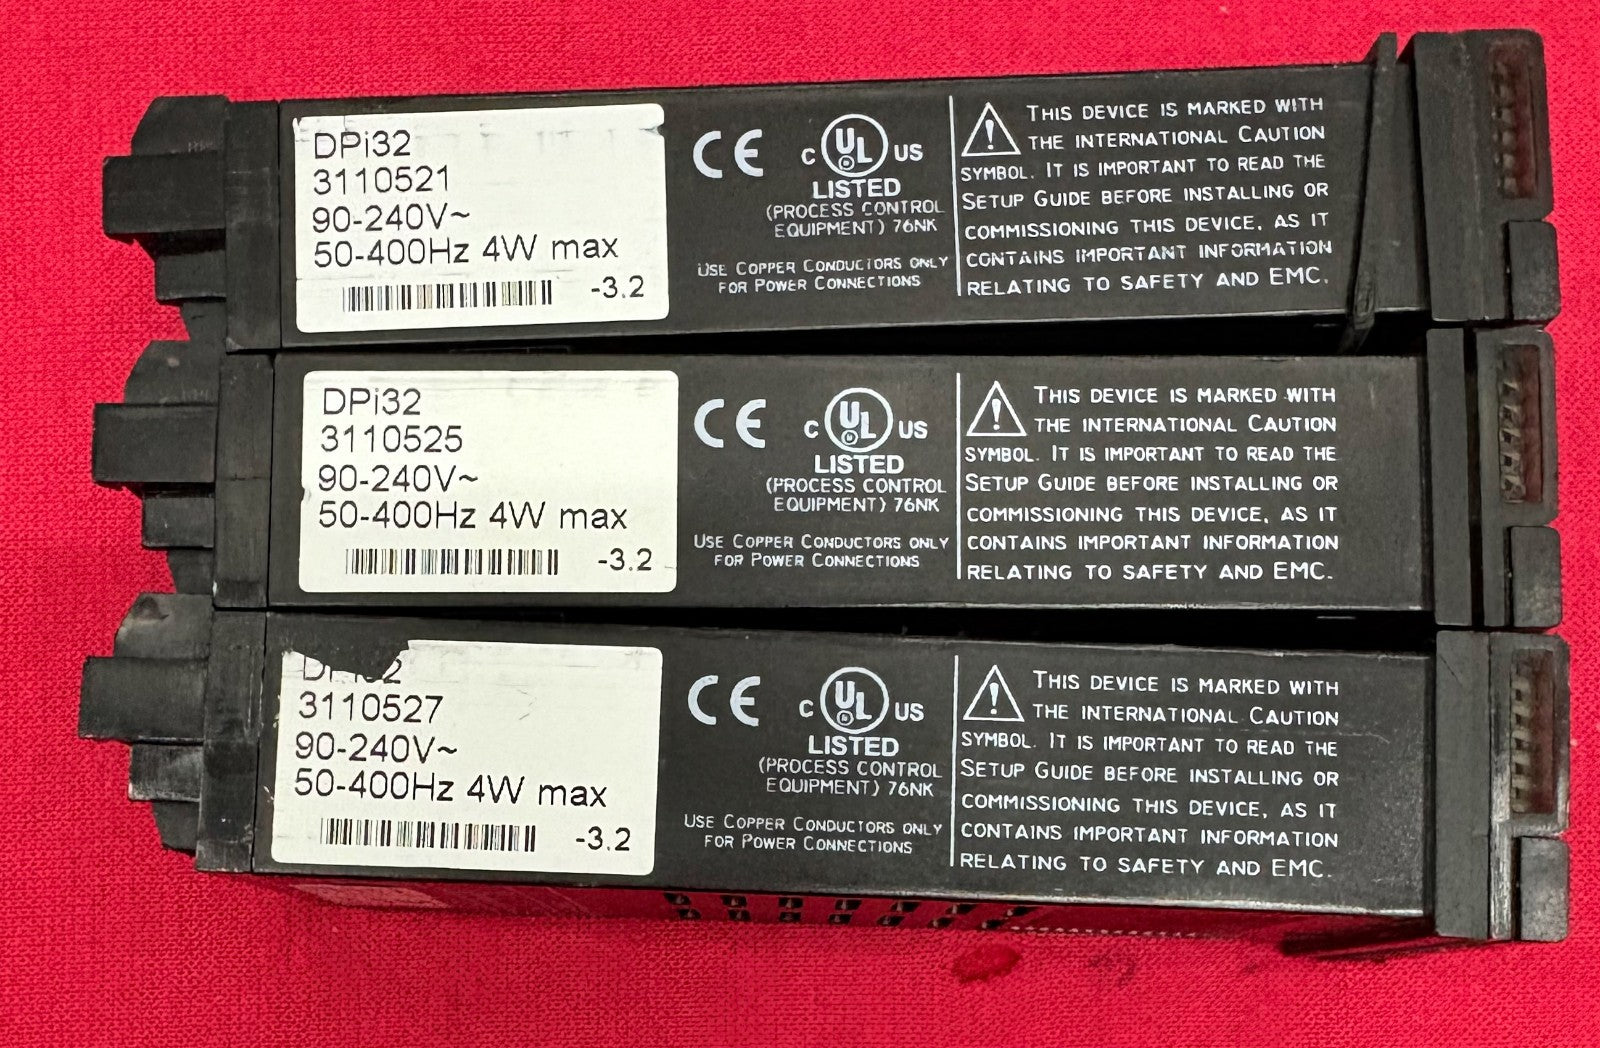 DPi32
3110521
90-240V~
50-400Hz 4W max
-3.2
CE
C UL US
LISTED
(PROCESS CONTROL
EQUIPMENT) 76NK
USE COPPER CONDUCTORS ONLY
FOR POWER CONNECTIONS
THIS DEVICE IS MARKED WITH
THE INTERNATIONAL CAUTION
SYMBOL. IT IS IMPORTANT TO READ THE
SETUP GUIDE BEFORE INSTALLING OR
COMMISSIONING THIS DEVICE, AS IT
CONTAINS IMPORTANT INFORMATION
RELATING TO SAFETY AND EMC.
DPi32
3110525
90-240V~
50-400Hz 4W max
-3.2
CE
C UL US
LISTED
(PROCESS CONTROL
EQUIPMENT) 76NK
USE COPPER CONDUCTORS ONLY
FOR POWER CONNECTIONS
THIS DEVICE IS MARKED WITH
THE INTERNATIONAL CAUTION
SYMBOL. IT IS IMPORTANT TO READ THE
SETUP GUIDE BEFORE INSTALLING OR
COMMISSIONING THIS DEVICE, AS IT
CONTAINS IMPORTANT INFORMATION
RELATING TO SAFETY AND EMC.
3110527
90-240V~
50-400Hz 4W max
-3.2
CE
C UL US
LISTED
(PROCESS CONTROL
EQUIPMENT) 76NK
USE COPPER CONDUCTORS ONLY
FOR POWER CONNECTIONS
THIS DEVICE IS MARKED WITH
THE INTERNATIONAL CAUTION
SYMBOL. IT IS IMPORTANT TO READ THE
SETUP GUIDE BEFORE INSTALLING OR
COMMISSIONING THIS DEVICE, AS IT
CONTAINS IMPORTANT INFORMATION
RELATING TO SAFETY AND EMC.